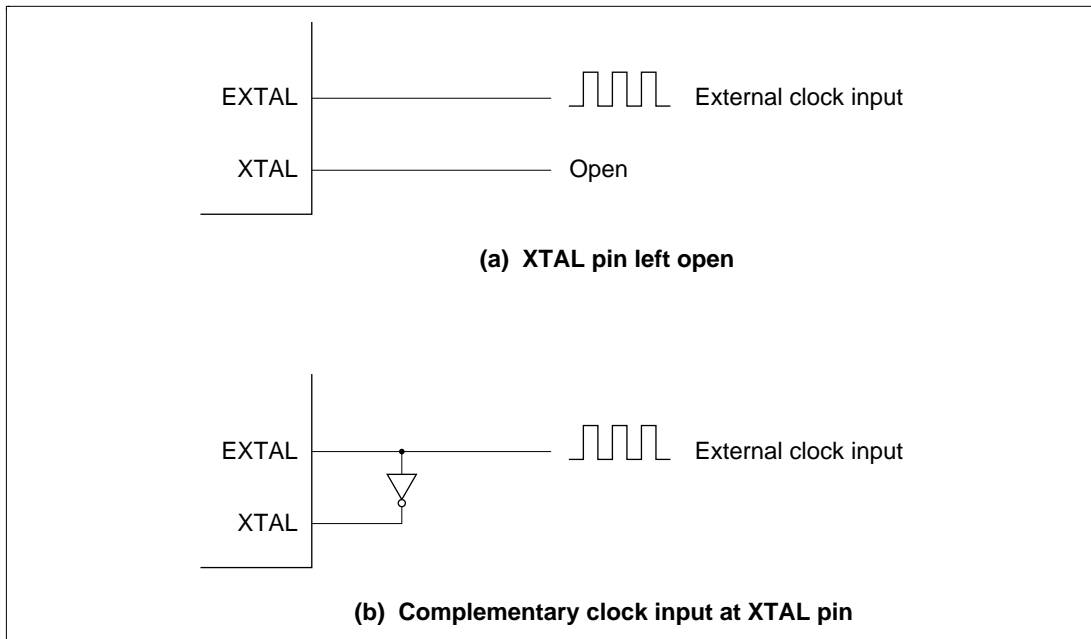 EXTAL External clock input
XTAL Open
(a) XTAL pin left open
EXTAL External clock input
XTAL
(b) Complementary clock input at XTAL pin